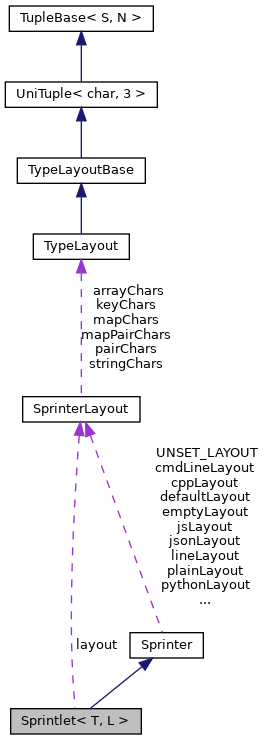 TupleBase< S, N >
UniTuple< char, 3 >
TypeLayoutBase
TypeLayout
arrayChars
keyChars
mapChars
mapPairChars
pairChars
stringChars
SprinterLayout
UNSET_LAYOUT
cmdLineLayout
cppLayout
defaultLayout
emptyLayout
jsLayout
jsonLayout
lineLayout
plainLayout
pythonLayout
...
layout
Sprinter
Sprintlet< T, L >